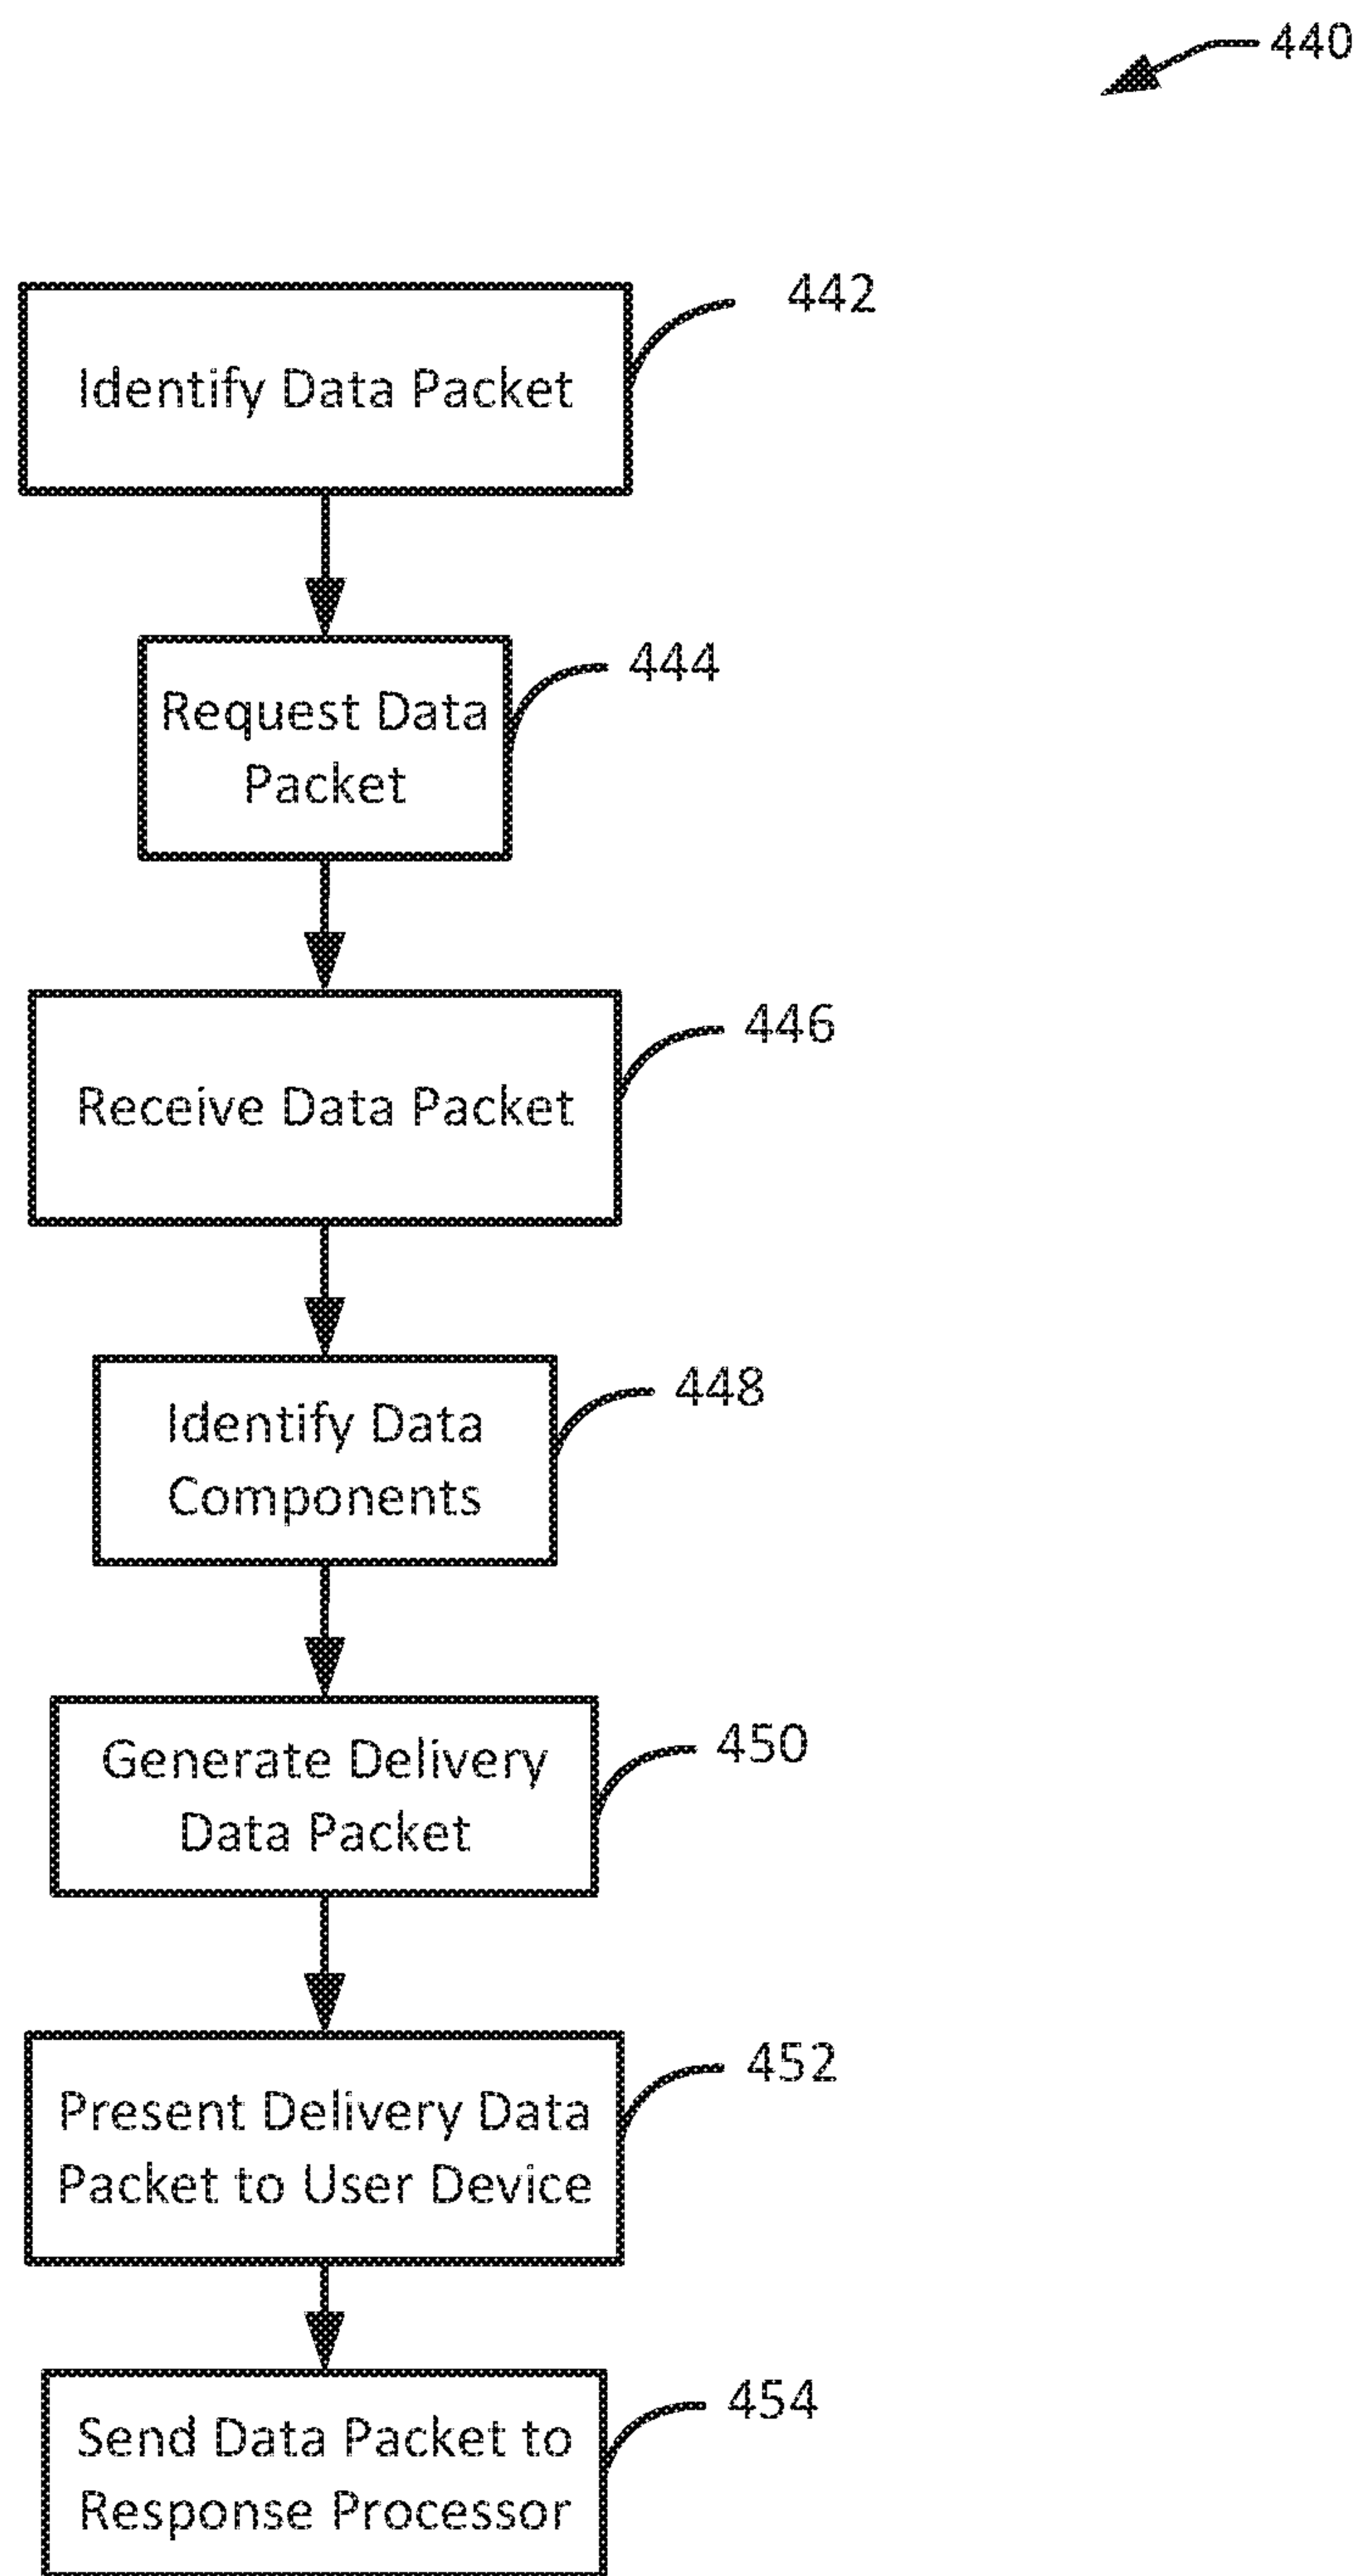 440
442
Identify Data Packet
444
Request Data
Packet
446
Receive Data Packet
448
Identify Data
Components
450
Generate Delivery
Data Packet
452
Present Delivery Data
Packet to User Device
454
Send Data Packet to
Response Processor